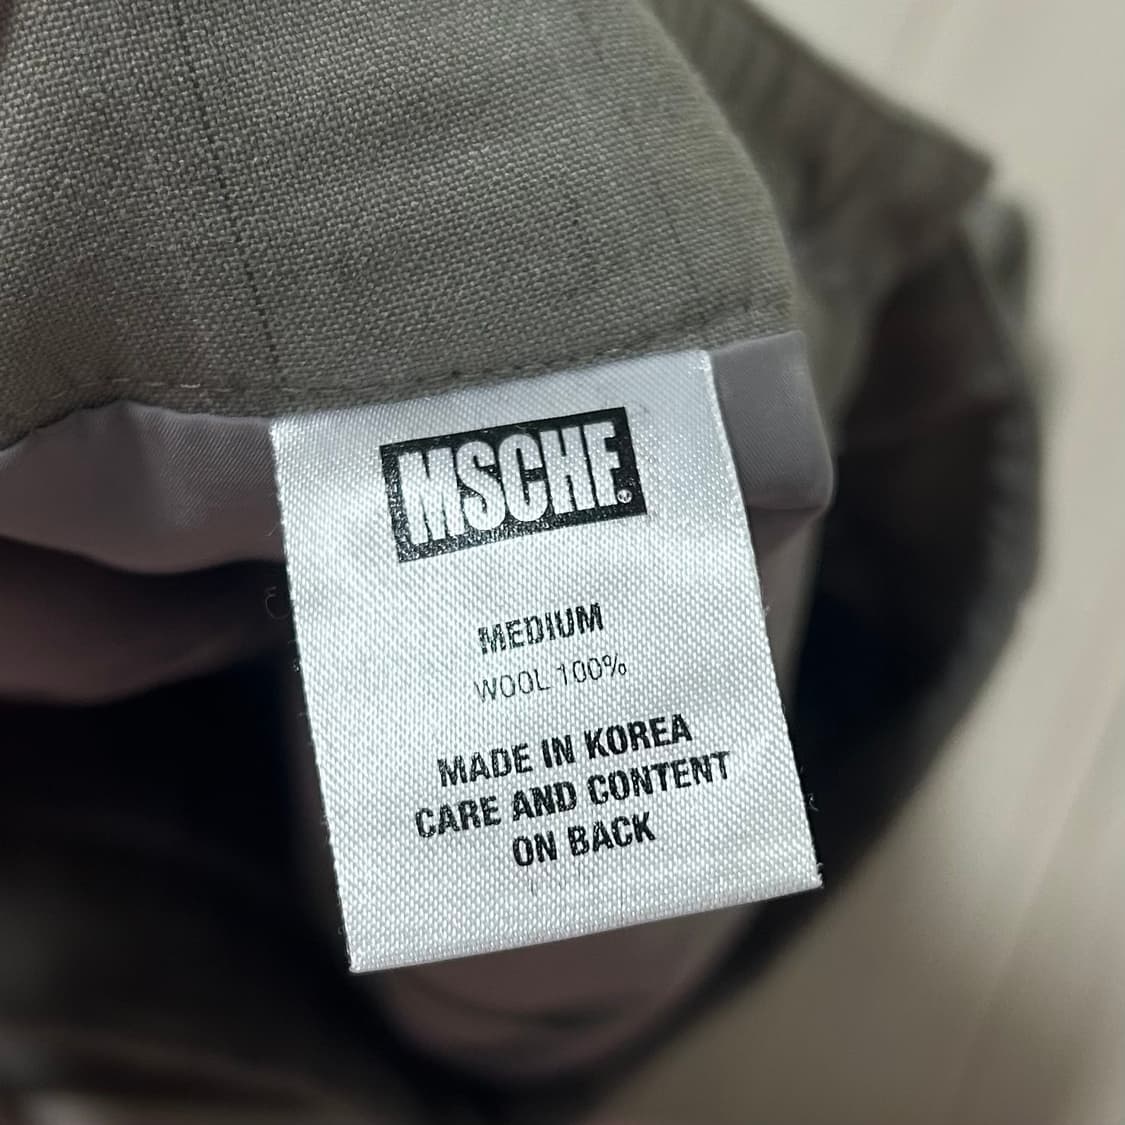 MSCHF.
MEDIUM
WOOL 100%
MADE IN KOREA
CARE AND CONTENT
ON BACK